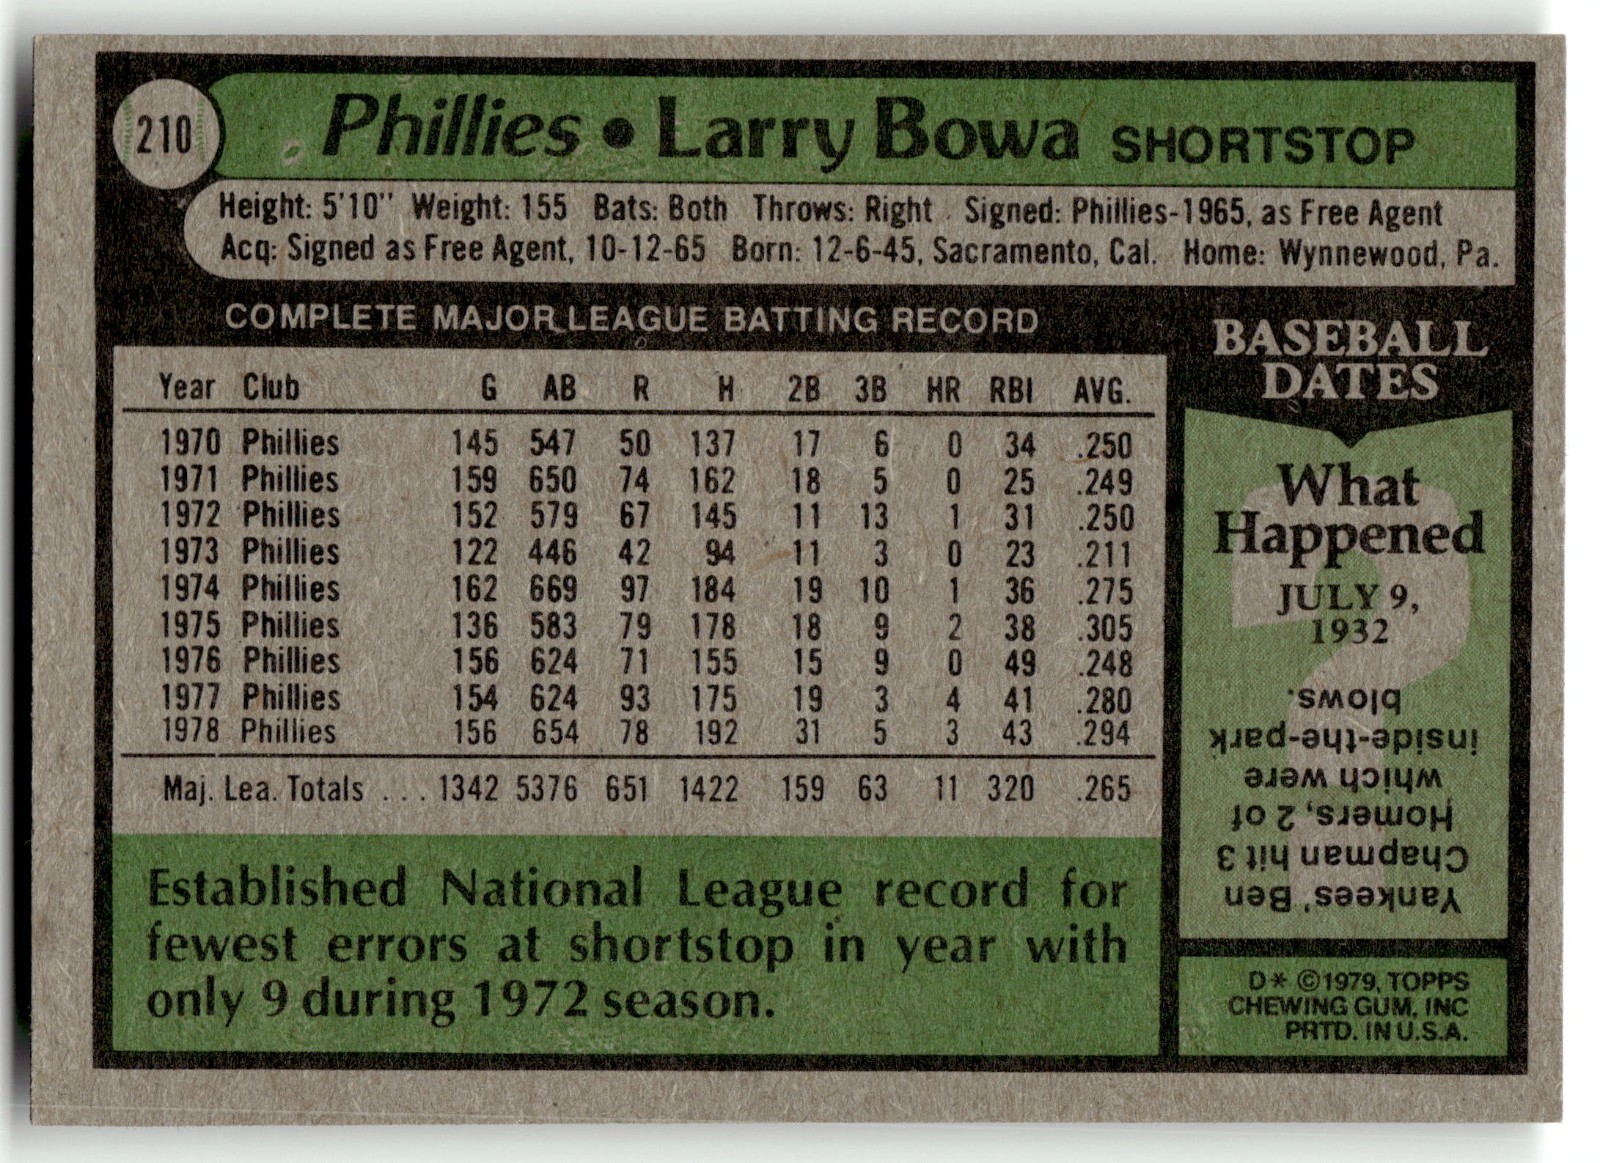 210
Phillies • Larry Bowa SHORTSTOP
Height: 5'10" Weight: 155 Bats: Both Throws: Right Signed: Phillies-1965, as Free Agent
Acq: Signed as Free Agent, 10-12-65 Born: 12-6-45, Sacramento, Cal. Home: Wynnewood, Pa.
COMPLETE MAJOR LEAGUE BATTING RECORD
Year Club G AB R H 2B 3B HR RBI AVG.
1970 Phillies 145 547 50 137 17 6 0 34 .250
1971 Phillies 159 650 74 162 18 5 0 25 .249
1972 Phillies 152 579 67 145 11 13 1 31 .250
1973 Phillies 122 446 42 94 11 3 0 23 .211
1974 Phillies 162 669 97 184 19 10 1 36 .275
1975 Phillies 136 583 79 178 18 9 2 38 .305
1976 Phillies 156 624 71 155 15 9 0 49 .248
1977 Phillies 154 624 93 175 19 3 4 41 .280
1978 Phillies 156 654 78 192 31 5 3 43 .294
Maj. Lea. Totals ... 1342 5376 651 1422 159 63 11 320 .265
Established National League record for
fewest errors at shortstop in year with
only 9 during 1972 season.
BASEBALL
DATES
What
Happened
JULY 9,
1932
Yankees' Ben
Chapman hit 3
Homers, 2 of
which were
inside-the-park
blows.
D* ©1979, TOPPS
CHEWING GUM, INC
PRTD. IN U.S.A.